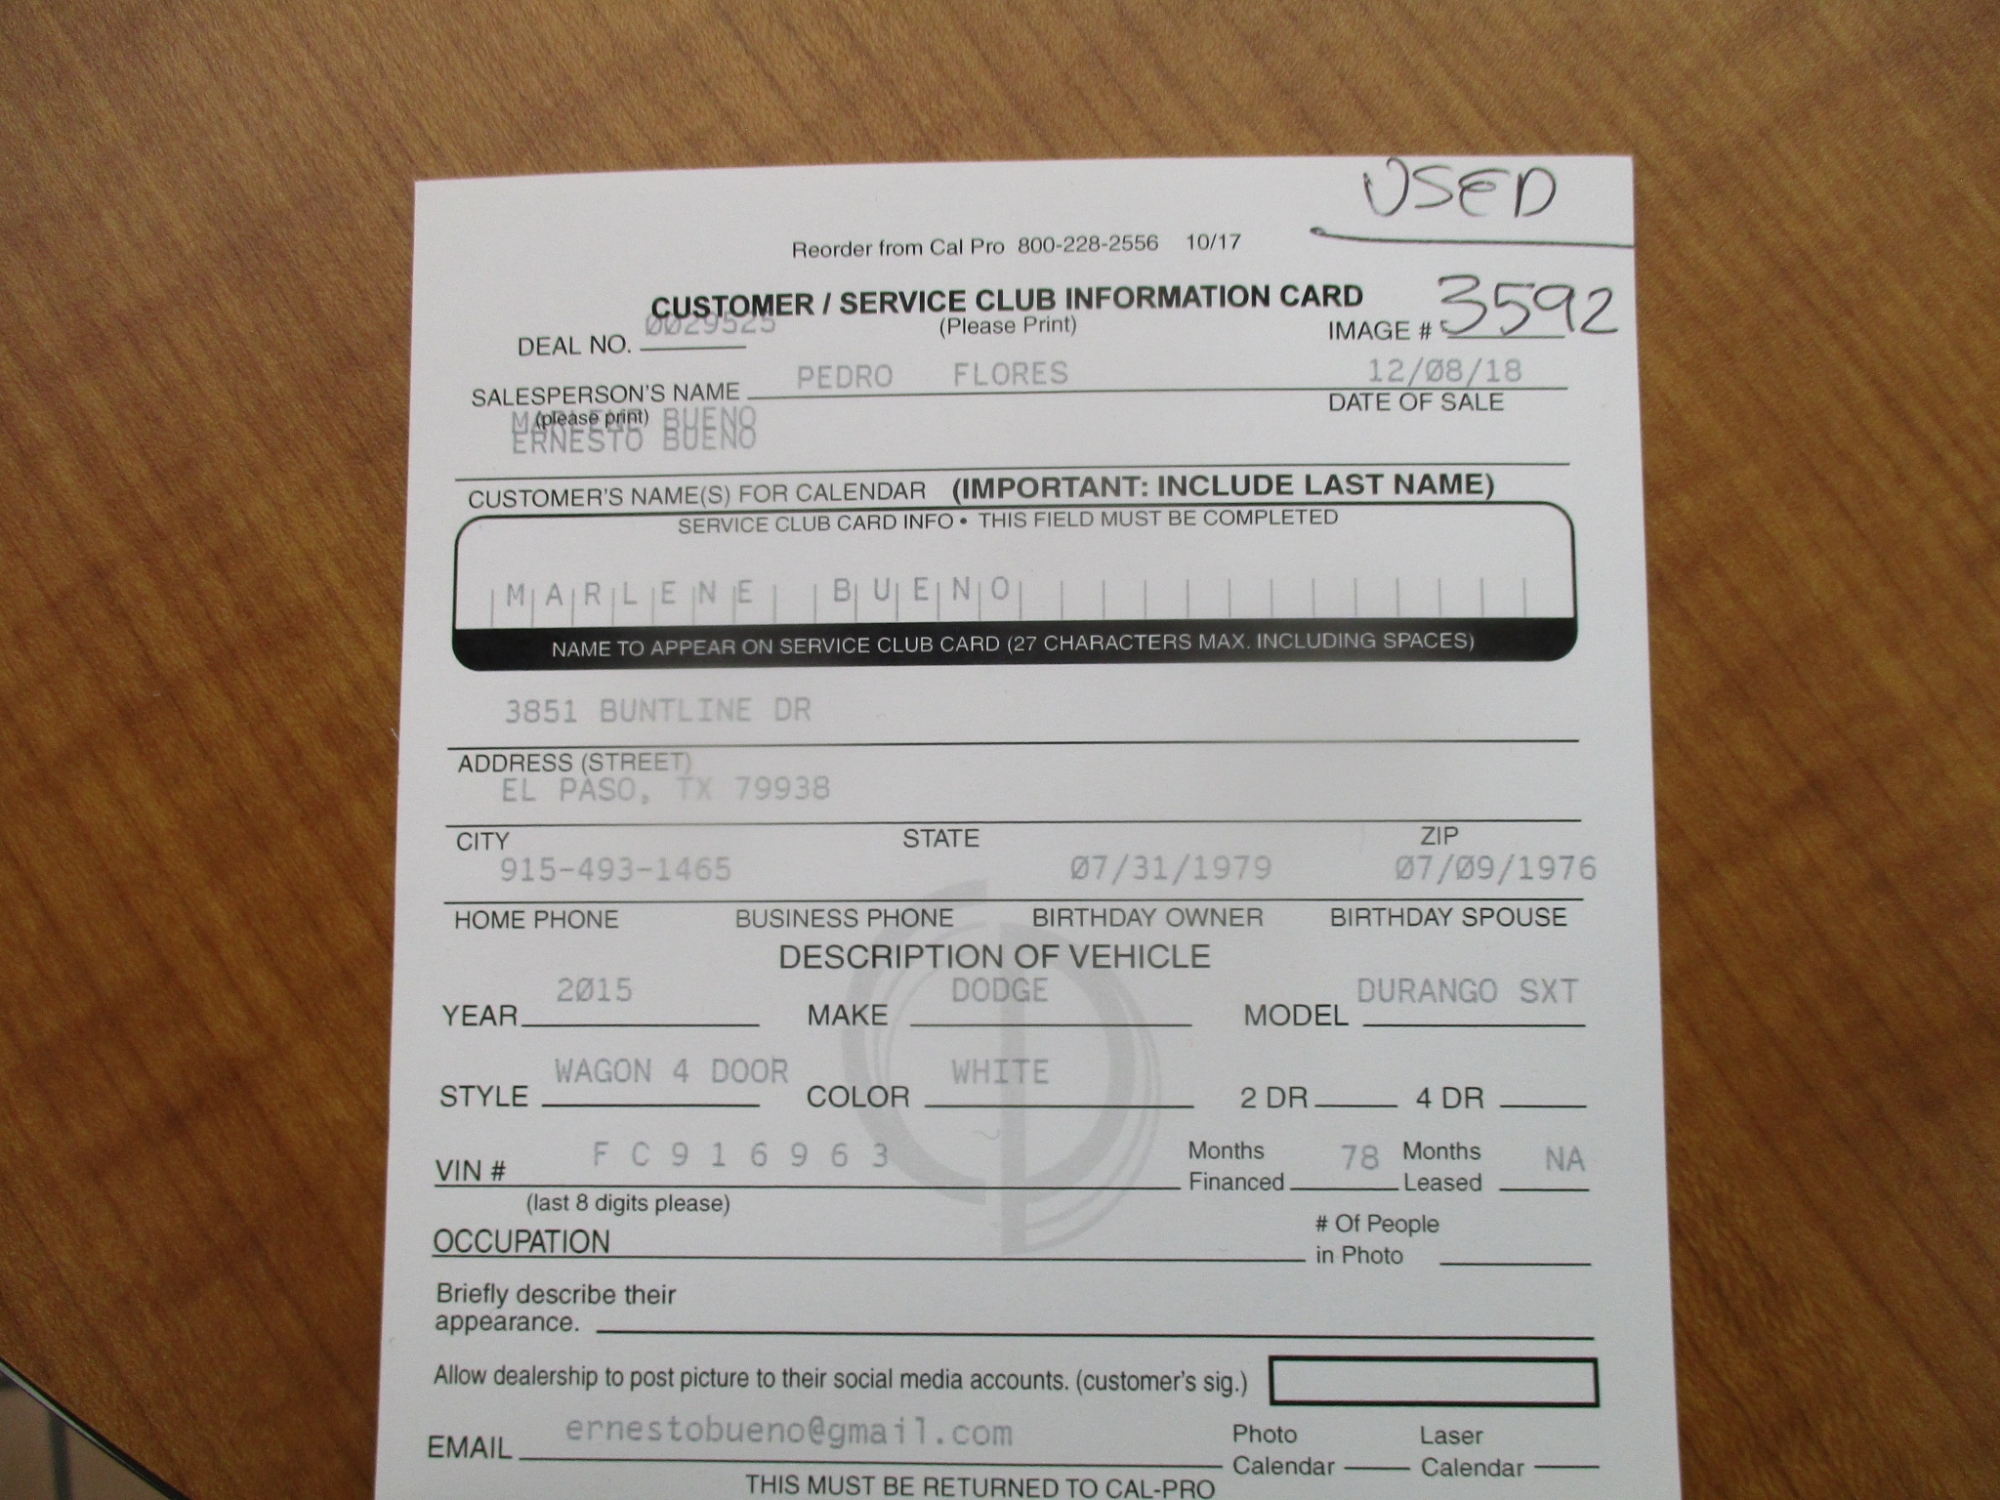 USED
Reorder from Cal Pro 800-228-2556 10/17
CUSTOMER / SERVICE CLUB INFORMATION CARD
(Please Print)
DEAL NO. 0029525
IMAGE # 3592
SALESPERSON'S NAME PEDRO FLORES 12/08/18
(please print) DATE OF SALE
MARLENE BUENO
ERNESTO BUENO
CUSTOMER'S NAME(S) FOR CALENDAR (IMPORTANT: INCLUDE LAST NAME)
SERVICE CLUB CARD INFO • THIS FIELD MUST BE COMPLETED
MARLENE BUENO
NAME TO APPEAR ON SERVICE CLUB CARD (27 CHARACTERS MAX. INCLUDING SPACES)
3851 BUNTLINE DR
ADDRESS (STREET)
EL PASO, TX 79938
CITY STATE ZIP
915-493-1465 07/31/1979 07/09/1976
HOME PHONE BUSINESS PHONE BIRTHDAY OWNER BIRTHDAY SPOUSE
DESCRIPTION OF VEHICLE
YEAR 2015 MAKE DODGE MODEL DURANGO SXT
STYLE WAGON 4 DOOR COLOR WHITE 2 DR 4 DR
VIN # F C 9 1 6 9 6 3 Months Financed 78 Months Leased NA
(last 8 digits please)
OCCUPATION # Of People in Photo
Briefly describe their
appearance.
Allow dealership to post picture to their social media accounts. (customer's sig.)
EMAIL ernestobueno@gmail.com Photo Calendar Laser Calendar
THIS MUST BE RETURNED TO CAL-PRO